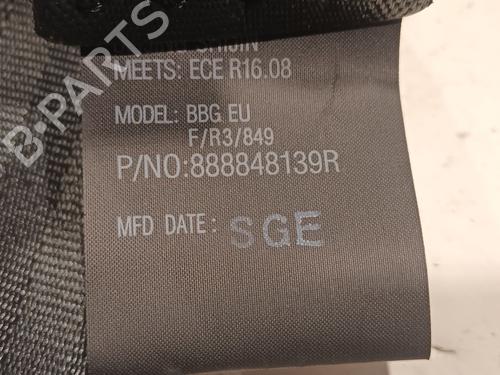 MEETS: ECE R16.08
MODEL: BBG EU
F/R3/849
P/NO:888848139R
MFD DATE: SGE
B-PARTS